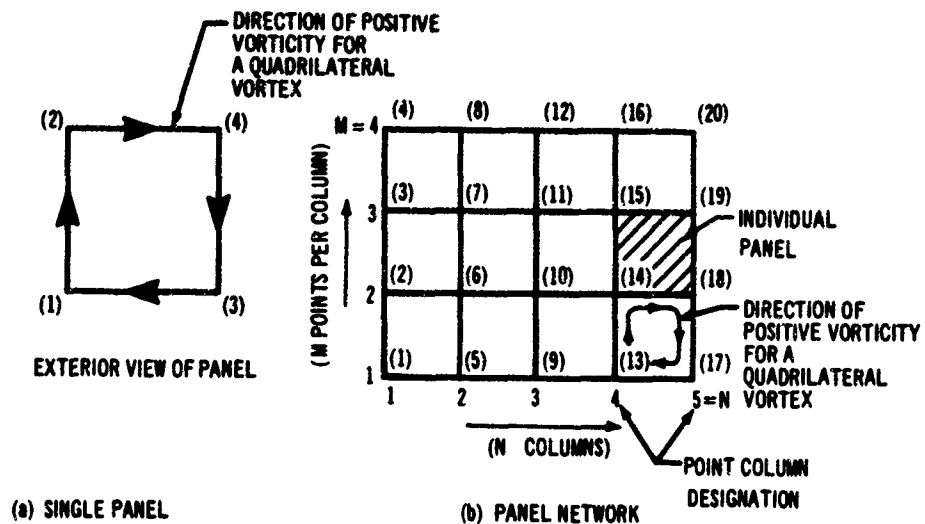 DIRECTION OF POSITIVE
VORTICITY FOR
A QUADRILATERAL
VORTEX
(2)
(4)
(1)
(3)
EXTERIOR VIEW OF PANEL
(a) SINGLE PANEL
(4) (8) (12) (16) (20)
M = 4
(3) (7) (11) (15) (19)
3
INDIVIDUAL
PANEL
(M POINTS PER COLUMN)
(2) (6) (10) (14) (18)
2
DIRECTION OF
POSITIVE VORTICITY
FOR A
QUADRILATERAL
VORTEX
(1) (5) (9) (13) (17)
1
1 2 3 4 5=N
(N COLUMNS)
POINT COLUMN
DESIGNATION
(b) PANEL NETWORK